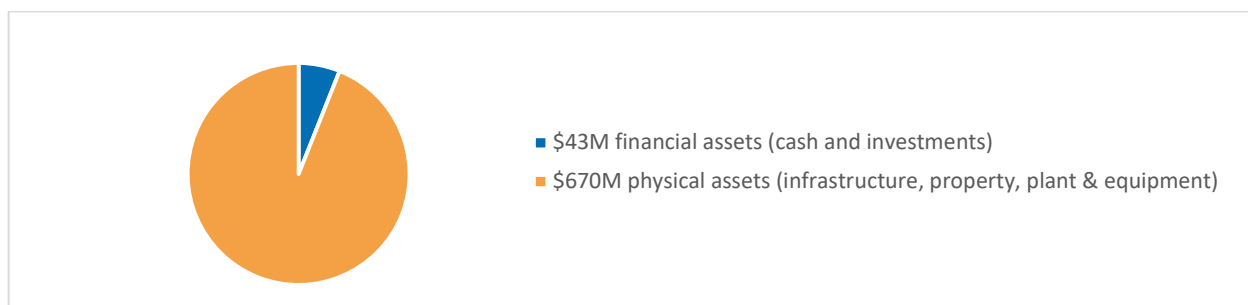 $43M financial assets (cash and investments)
$670M physical assets (infrastructure, property, plant & equipment)